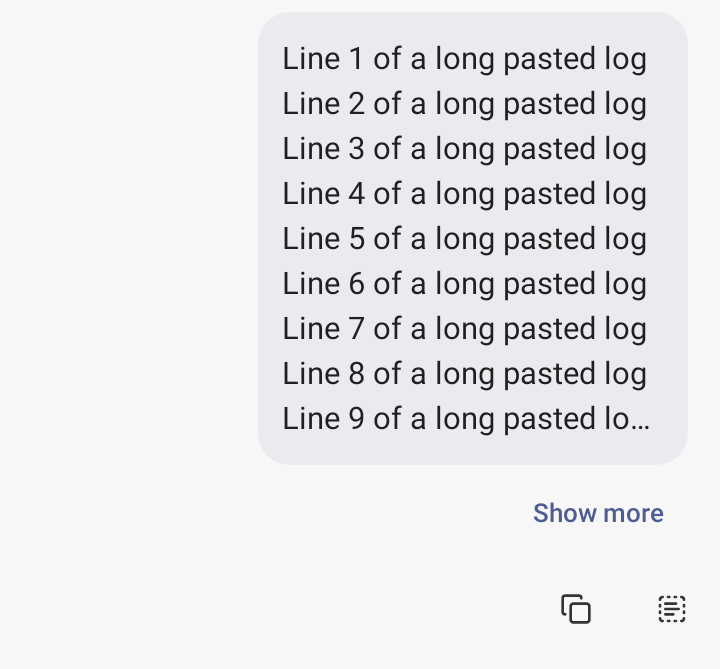 Line 1 of a long pasted log
Line 2 of a long pasted log
Line 3 of a long pasted log
Line 4 of a long pasted log
Line 5 of a long pasted log
Line 6 of a long pasted log
Line 7 of a long pasted log
Line 8 of a long pasted log
Line 9 of a long pasted lo…
Show more